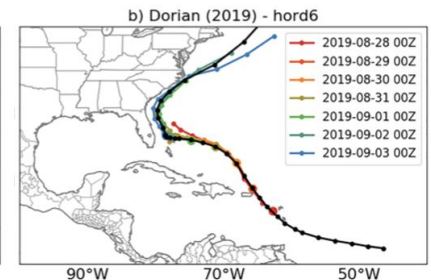 b) Dorian (2019) - hord6
2019-08-28 00Z
2019-08-29 00Z
2019-08-30 00Z
2019-08-31 00Z
2019-09-01 00Z
2019-09-02 00Z
2019-09-03 00Z
90°W 70°W 50°W